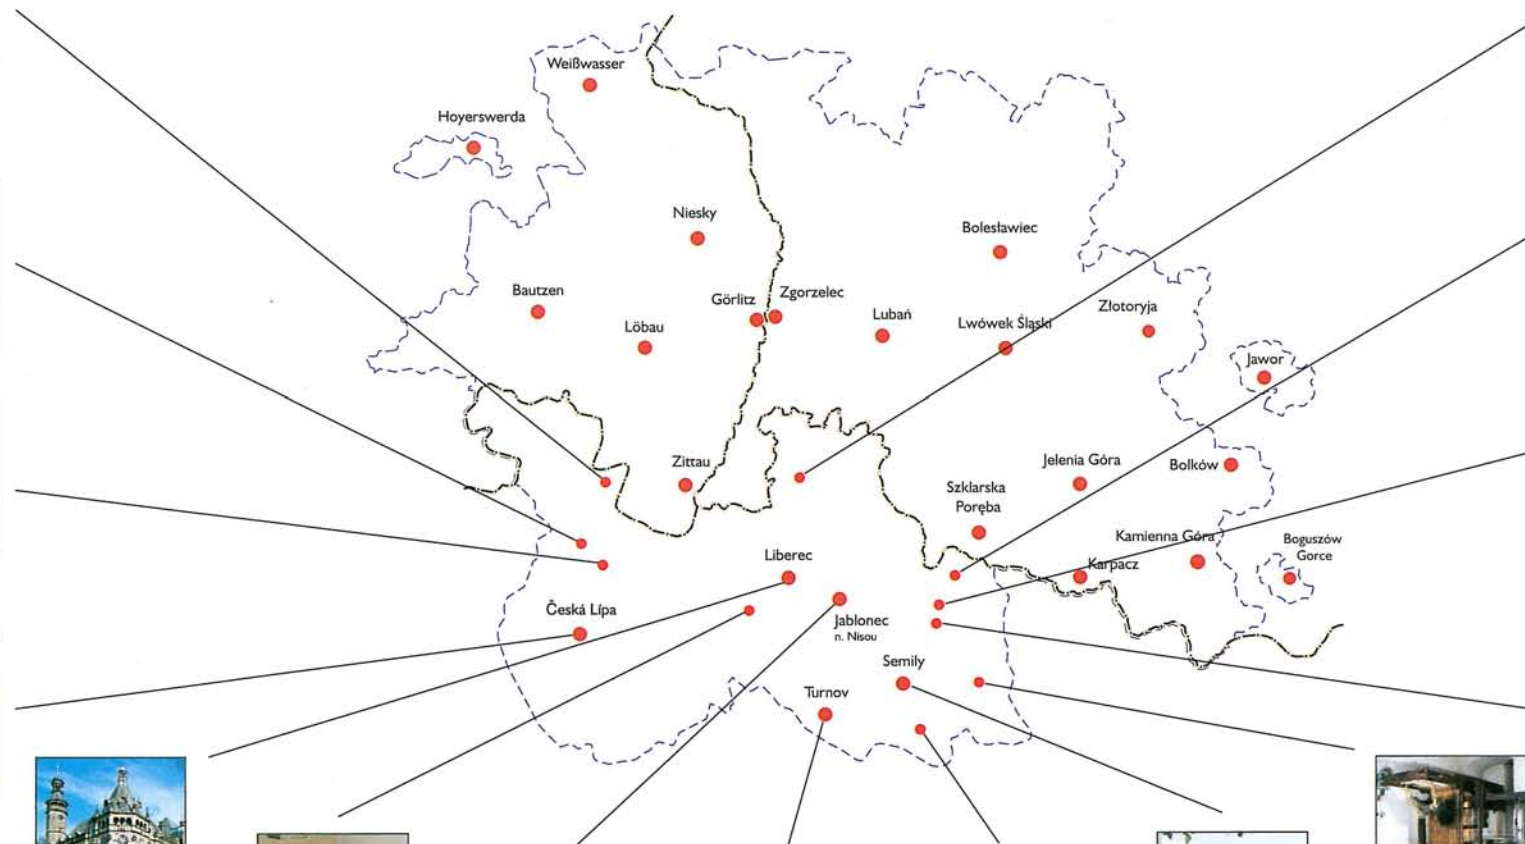 Weißwasser
Hoyerswerda
Niesky
Bolesławiec
Bautzen
Görlitz
Zgorzelec
Löbau
Lubań
Lwówek Śląski
Złotoryja
Jawor
Zittau
Jelenia Góra
Bolków
Szklarska
Poręba
Kamienna Góra
Boguszów
Gorce
Liberec
Karpacz
Česká Lípa
Jablonec
n. Nisou
Semily
Turnov